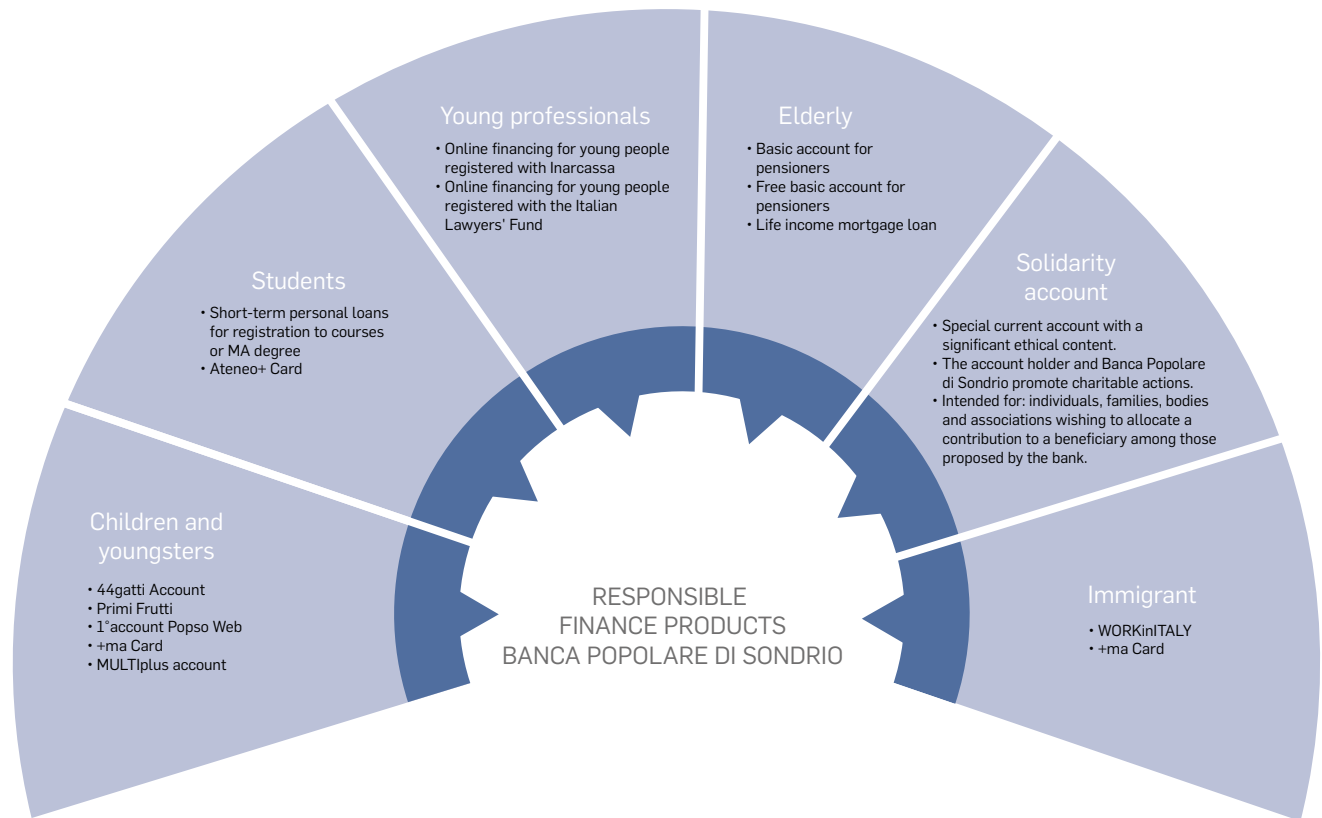 Young professionals
• Online financing for young people
registered with Inarcassa
• Online financing for young people
registered with the Italian
Lawyers' Fund
Elderly
• Basic account for
pensioners
• Free basic account for
pensioners
• Life income mortgage loan
Students
• Short-term personal loans
for registration to courses
or MA degree
• Ateneo+ Card
Solidarity
account
• Special current account with a
significant ethical content.
• The account holder and Banca Popolare
di Sondrio promote charitable actions.
• Intended for: individuals, families, bodies
and associations wishing to allocate a
contribution to a beneficiary among those
proposed by the bank.
Children and
youngsters
• 44gatti Account
• Primi Frutti
• 1°account Popso Web
• +ma Card
• MULTIplus account
RESPONSIBLE
FINANCE PRODUCTS
BANCA POPOLARE DI SONDRIO
Immigrant
• WORKinITALY
• +ma Card